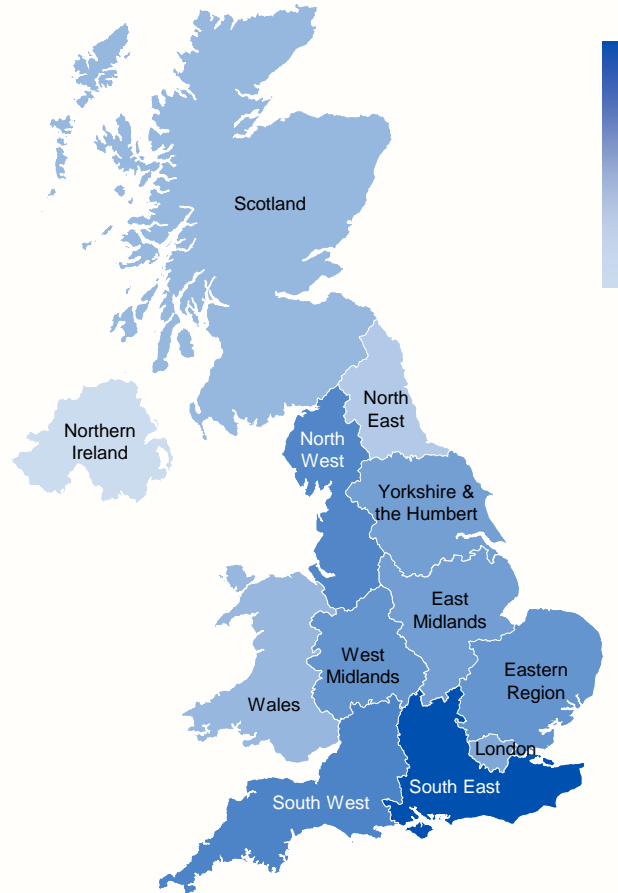 Scotland
North
East
Northern
Ireland
North
West
Yorkshire &
the Humbert
East
Midlands
West
Midlands
Eastern
Region
Wales
London
South East
South West